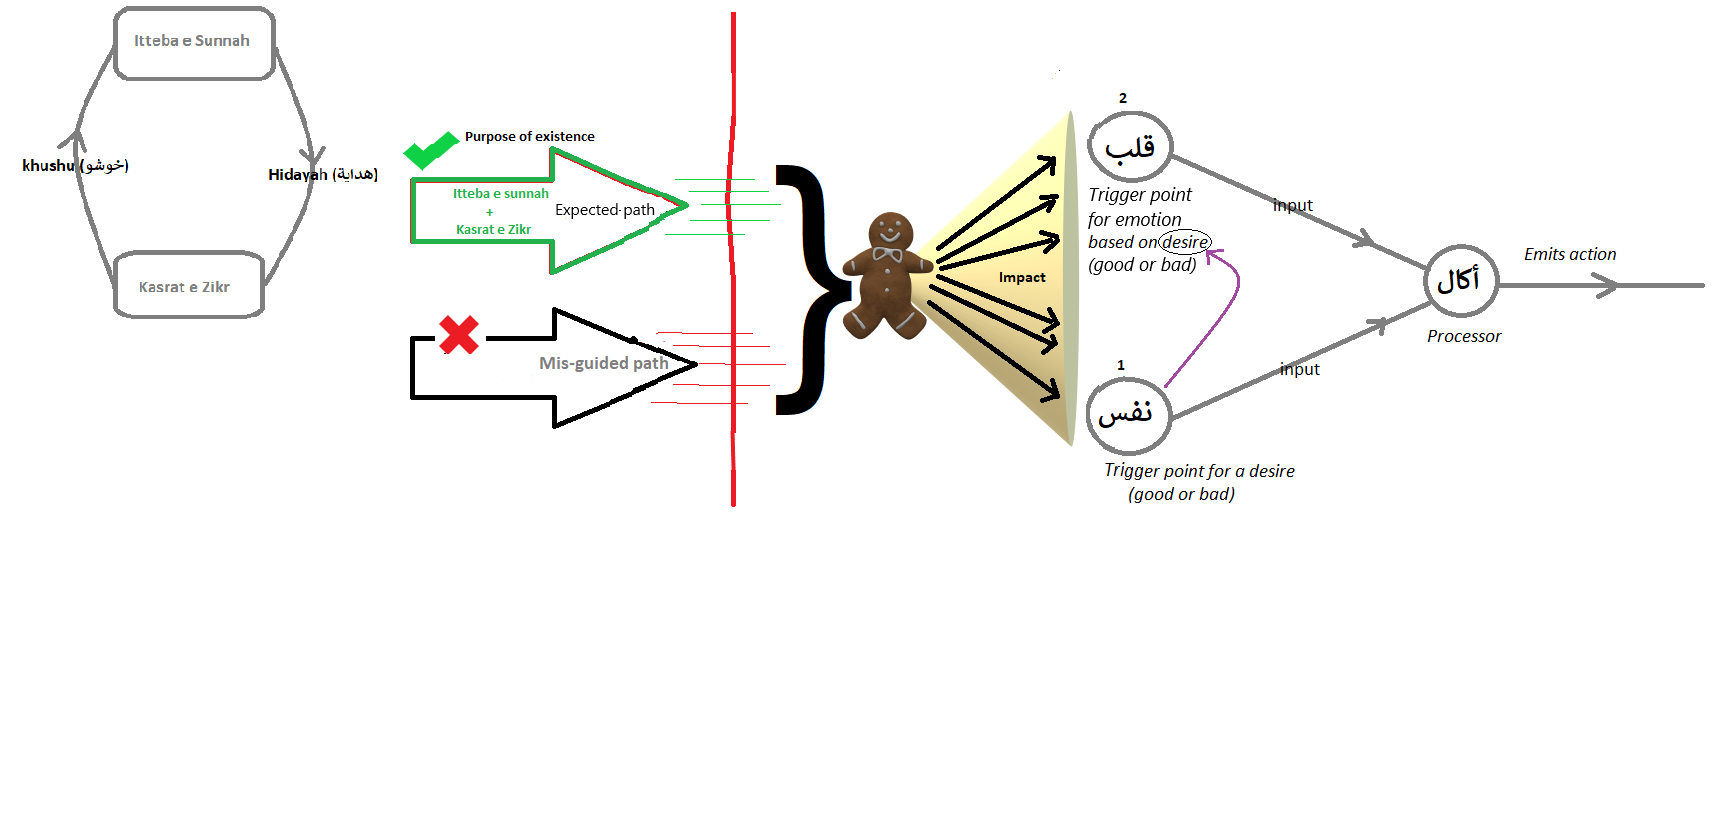 Itteba e Sunnah
khushu (خوشو)
Hidayah (هداية)
Kasrat e Zikr
Purpose of existence
Itteba e sunnah
+
Kasrat e Zikr
Expected path
Mis-guided path
Impact
2
قلب
Trigger point
for emotion
based on desire
(good or bad)
1
نفس
Trigger point for a desire
(good or bad)
input
input
أكال
Processor
Emits action